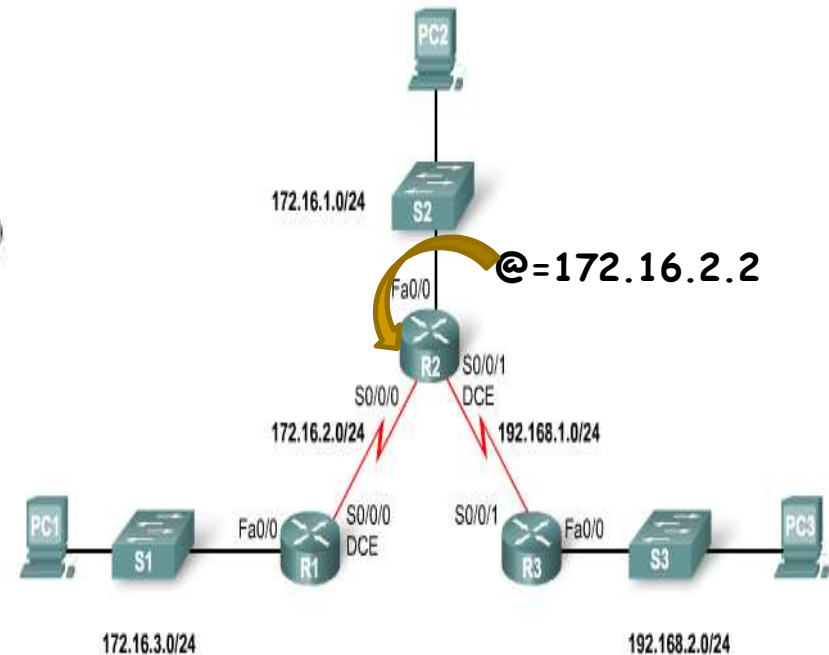 PC2
172.16.1.0/24
S2
@=172.16.2.2
Fa0/0
R2
S0/0/1
DCE
S0/0/0
172.16.2.0/24
192.168.1.0/24
PC1
S1
Fa0/0
S0/0/0
DCE
R1
S0/0/1
R3
Fa0/0
S3
PC3
172.16.3.0/24
192.168.2.0/24